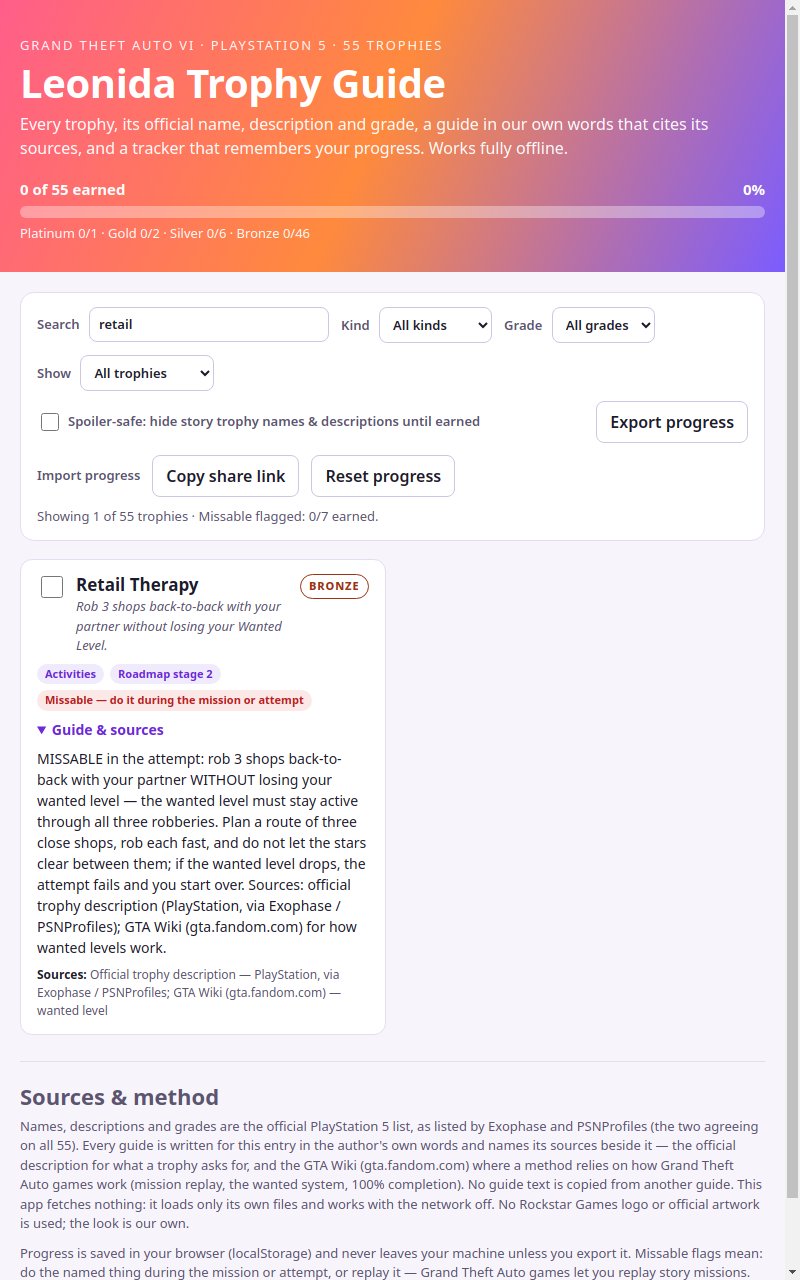 GRAND THEFT AUTO VI · PLAYSTATION 5 · 55 TROPHIES
Leonida Trophy Guide
Every trophy, its official name, description and grade, a guide in our own words that cites its
sources, and a tracker that remembers your progress. Works fully offline.
0 of 55 earned 0%
Platinum 0/1 · Gold 0/2 · Silver 0/6 · Bronze 0/46
Search retail Kind All kinds Grade All grades
Show All trophies
Spoiler-safe: hide story trophy names & descriptions until earned Export progress
Import progress Copy share link Reset progress
Showing 1 of 55 trophies · Missable flagged: 0/7 earned.
Retail Therapy BRONZE
Rob 3 shops back-to-back with your
partner without losing your Wanted
Level.
Activities Roadmap stage 2
Missable — do it during the mission or attempt
▼ Guide & sources
MISSABLE in the attempt: rob 3 shops back-to-
back with your partner WITHOUT losing your
wanted level — the wanted level must stay active
through all three robberies. Plan a route of three
close shops, rob each fast, and do not let the stars
clear between them; if the wanted level drops, the
attempt fails and you start over. Sources: official
trophy description (PlayStation, via Exophase /
PSNProfiles); GTA Wiki (gta.fandom.com) for how
wanted levels work.
Sources: Official trophy description — PlayStation, via
Exophase / PSNProfiles; GTA Wiki (gta.fandom.com) —
wanted level
Sources & method
Names, descriptions and grades are the official PlayStation 5 list, as listed by Exophase and PSNProfiles (the two agreeing
on all 55). Every guide is written for this entry in the author's own words and names its sources beside it — the official
description for what a trophy asks for, and the GTA Wiki (gta.fandom.com) where a method relies on how Grand Theft
Auto games work (mission replay, the wanted system, 100% completion). No guide text is copied from another guide. This
app fetches nothing: it loads only its own files and works with the network off. No Rockstar Games logo or official artwork
is used; the look is our own.
Progress is saved in your browser (localStorage) and never leaves your machine unless you export it. Missable flags mean:
do the named thing during the mission or attempt, or replay it — Grand Theft Auto games let you replay story missions.